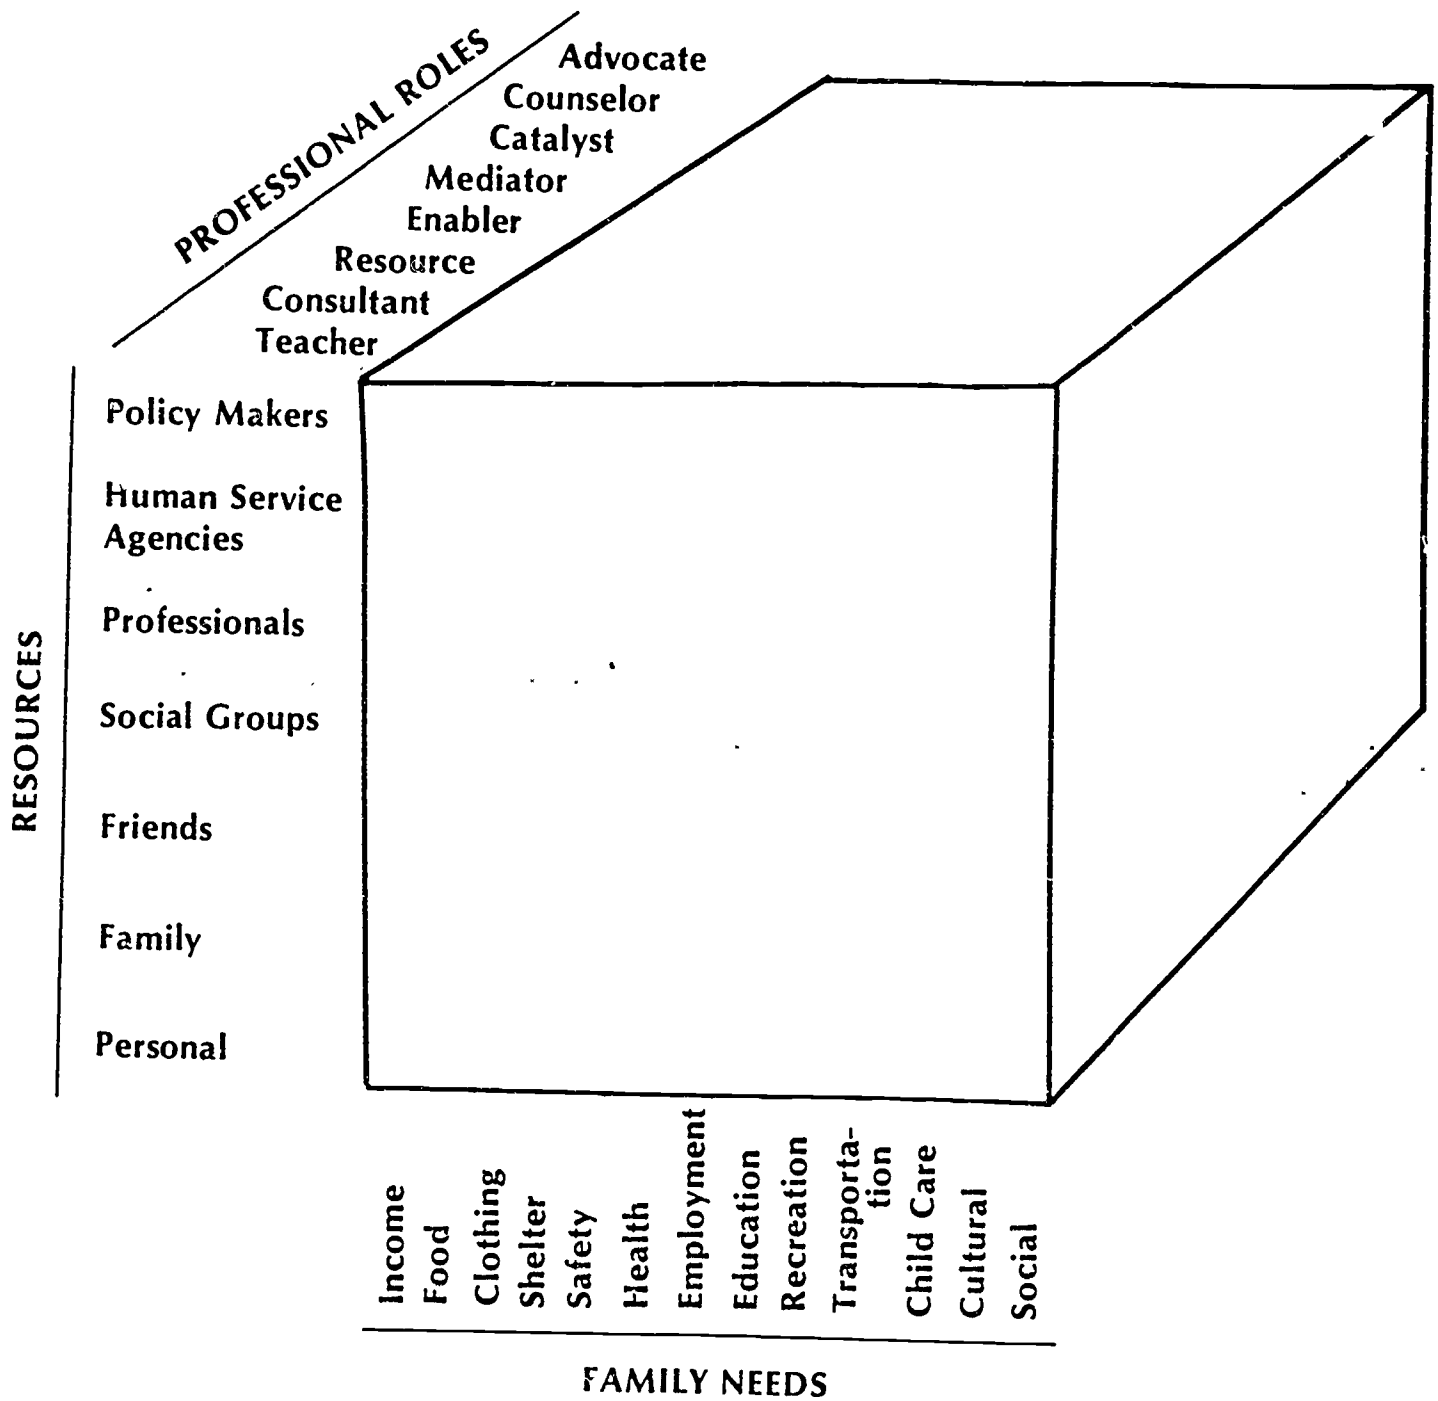 PROFESSIONAL ROLES
Advocate
Counselor
Catalyst
Mediator
Enabler
Resource
Consultant
Teacher
RESOURCES
Policy Makers
Human Service
Agencies
Professionals
Social Groups
Friends
Family
Personal
Income
Food
Clothing
Shelter
Safety
Health
Employment
Education
Recreation
Transporta-
tion
Child Care
Cultural
Social
FAMILY NEEDS